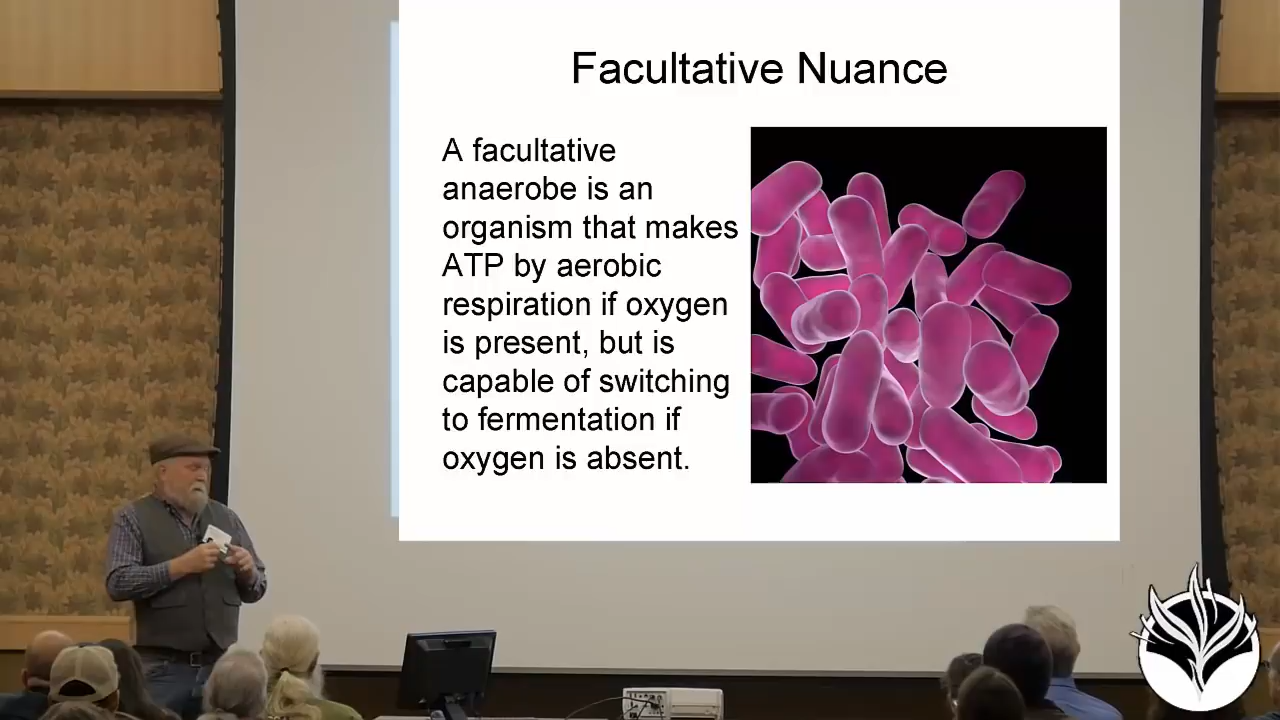 Facultative Nuance
A facultative
anaerobe is an
organism that makes
ATP by aerobic
respiration if oxygen
is present, but is
capable of switching
to fermentation if
oxygen is absent.